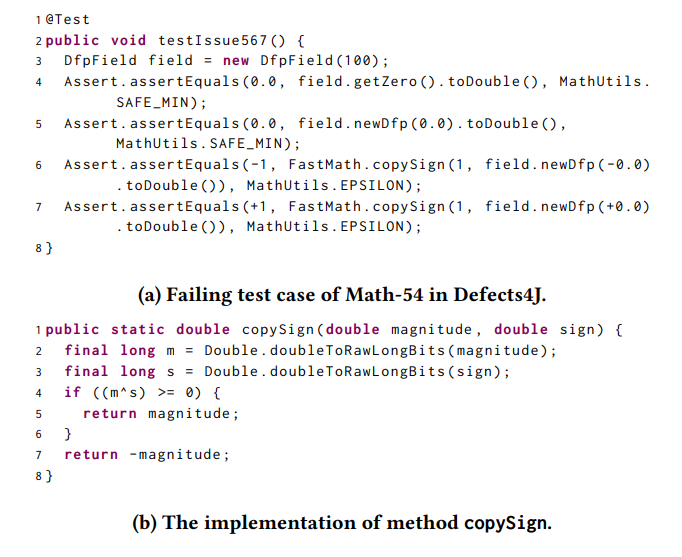 1 @Test
2 public void testIssue567() {
3 DfpField field = new DfpField(100);
4 Assert.assertEquals(0.0, field.getZero().toDouble(), MathUtils.
SAFE_MIN);
5 Assert.assertEquals(0.0, field.newDfp(0.0).toDouble(),
MathUtils.SAFE_MIN);
6 Assert.assertEquals(-1, FastMath.copySign(1, field.newDfp(-0.0)
.toDouble()), MathUtils.EPSILON);
7 Assert.assertEquals(+1, FastMath.copySign(1, field.newDfp(+0.0)
.toDouble()), MathUtils.EPSILON);
8 }
(a) Failing test case of Math-54 in Defects4J.
1 public static double copySign(double magnitude, double sign) {
2 final long m = Double.doubleToRawLongBits(magnitude);
3 final long s = Double.doubleToRawLongBits(sign);
4 if ((m^s) >= 0) {
5 return magnitude;
6 }
7 return -magnitude;
8 }
(b) The implementation of method copySign.